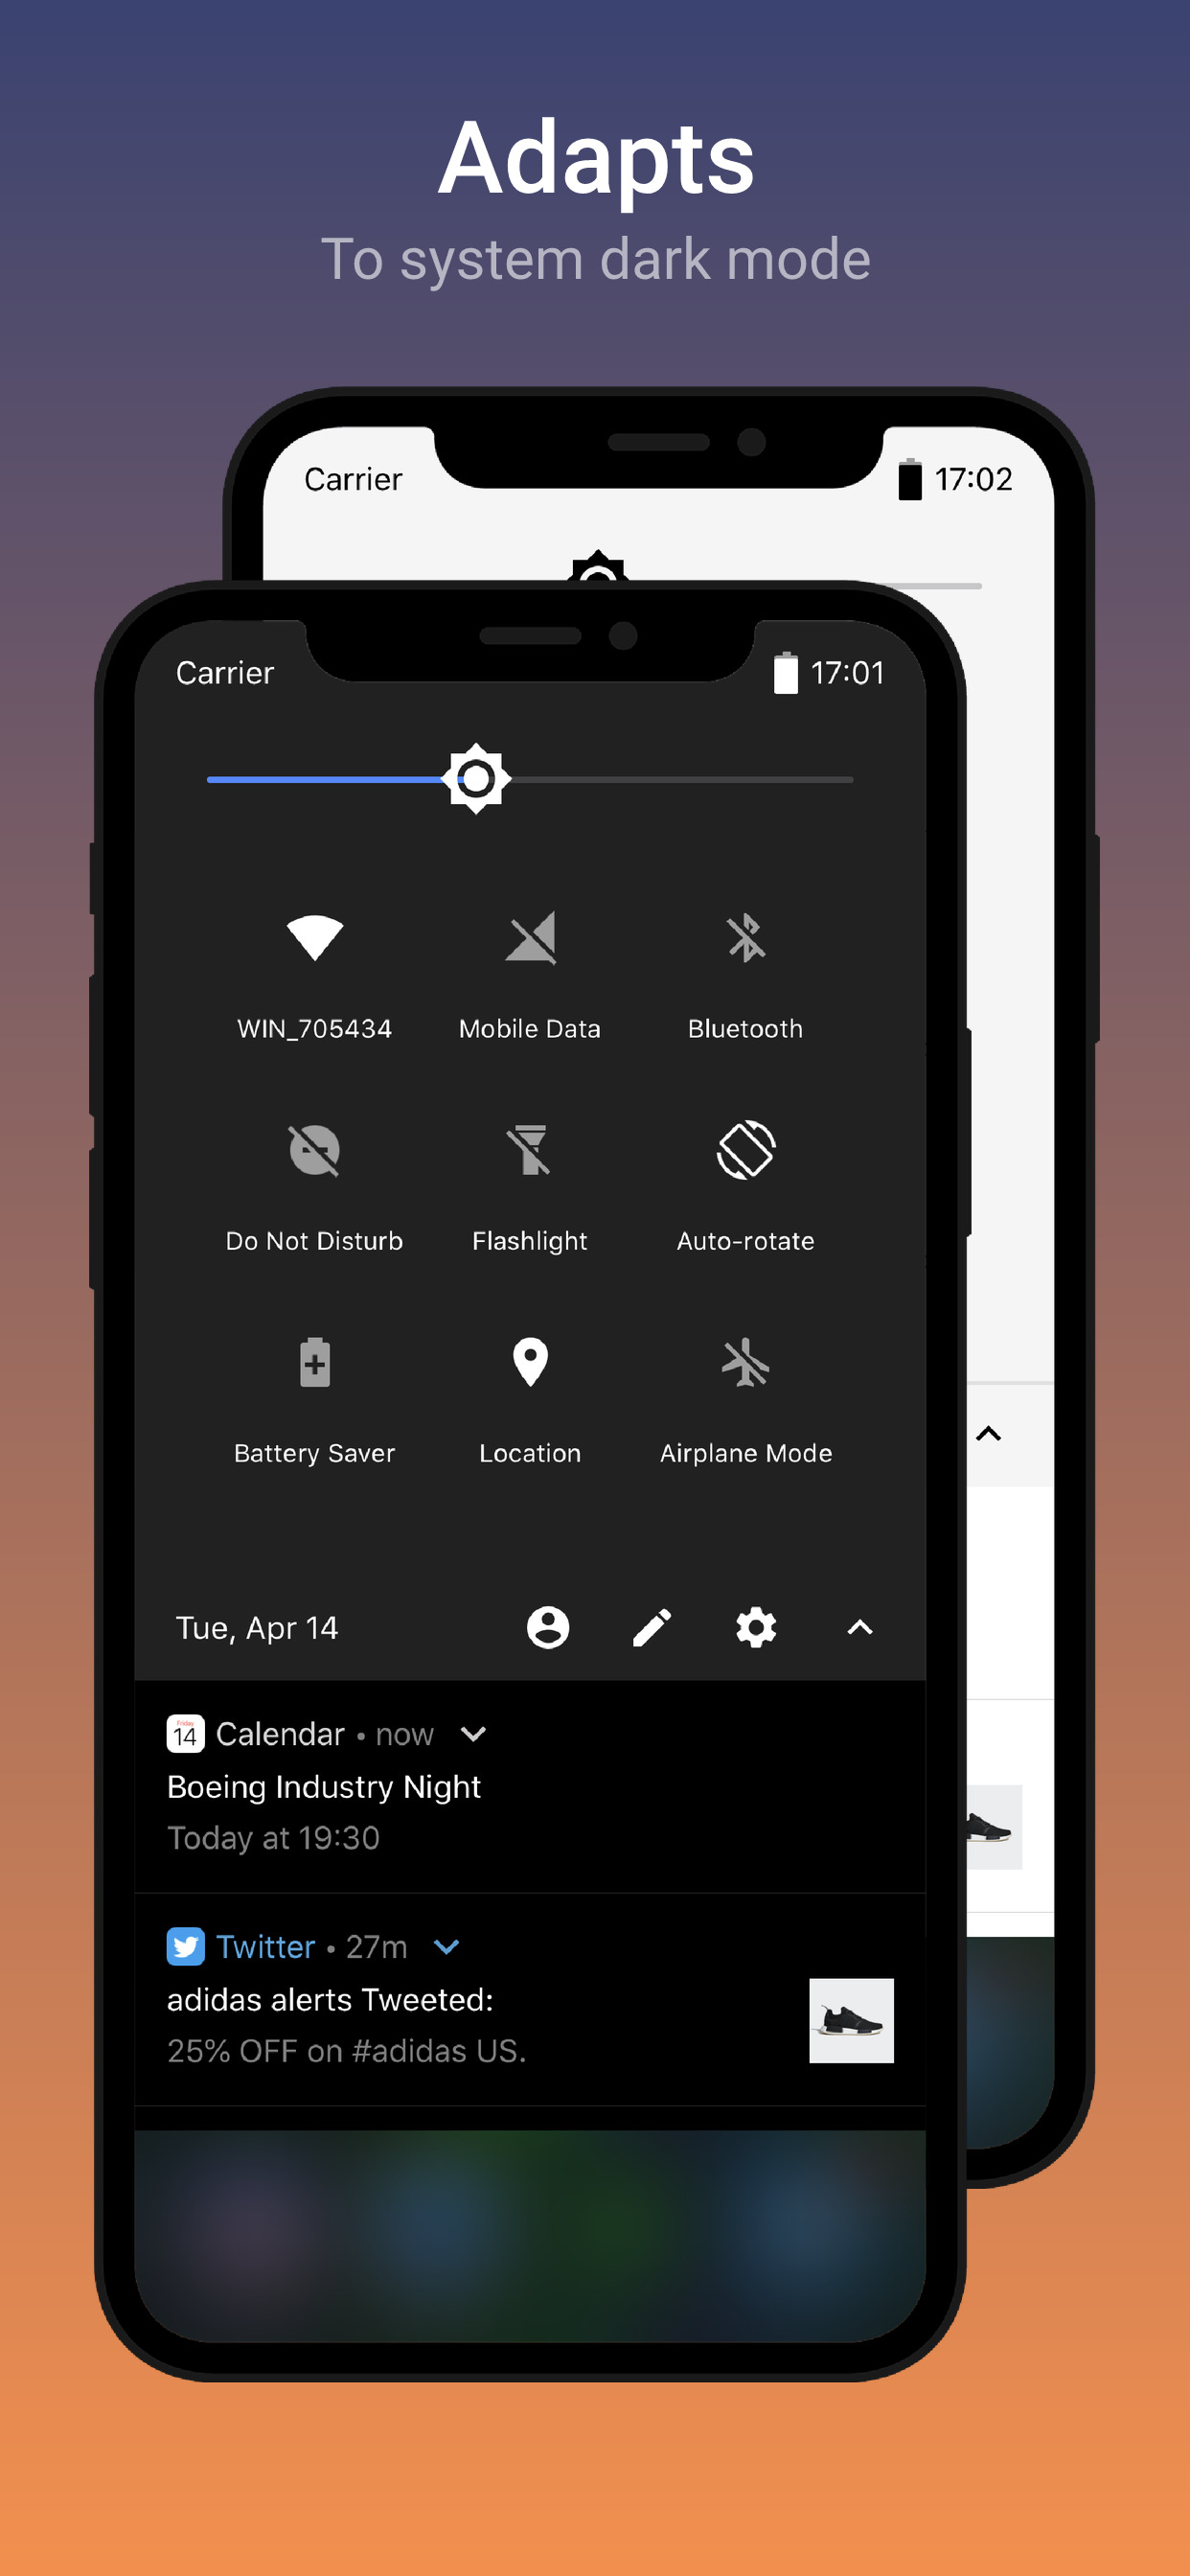 Adapts
To system dark mode
Carrier 17:02
Carrier 17:01
WIN_705434 Mobile Data Bluetooth
Do Not Disturb Flashlight Auto-rotate
Battery Saver Location Airplane Mode
Tue, Apr 14
Friday
14
Calendar • now
Boeing Industry Night
Today at 19:30
Twitter • 27m
adidas alerts Tweeted:
25% OFF on #adidas US.